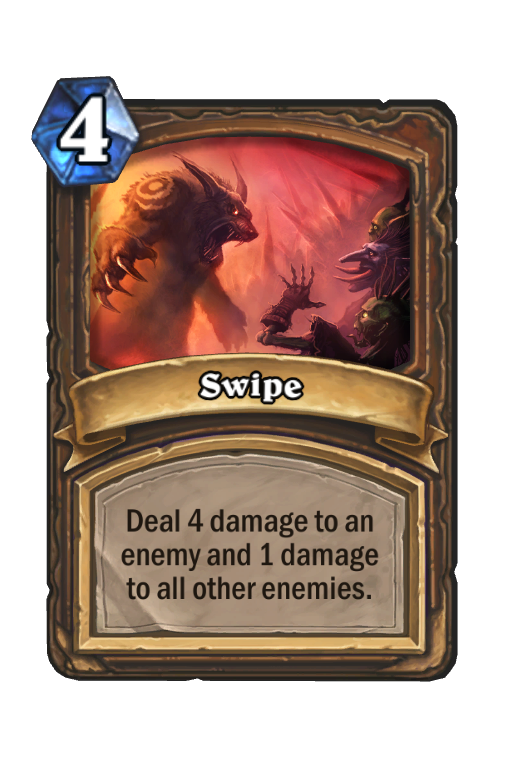 4
Swipe
Deal 4 damage to an
enemy and 1 damage
to all other enemies.